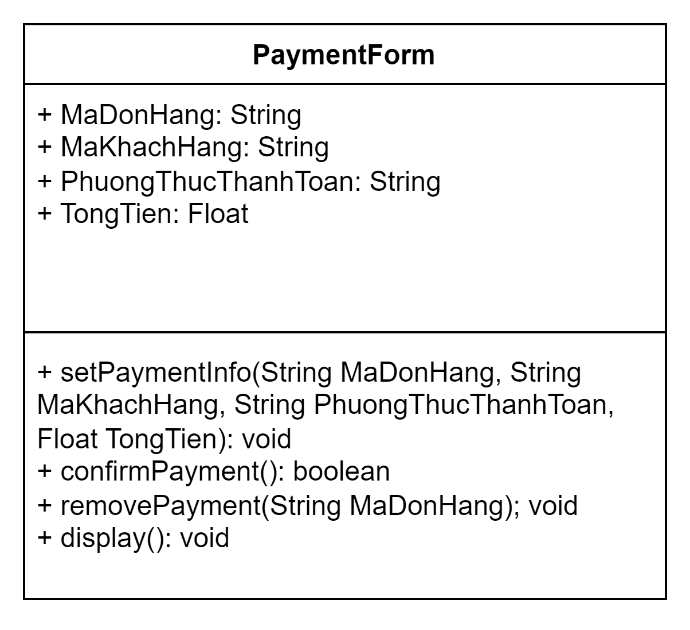 PaymentForm
+ MaDonHang: String
+ MaKhachHang: String
+ PhuongThucThanhToan: String
+ TongTien: Float
+ setPaymentInfo(String MaDonHang, String
MaKhachHang, String PhuongThucThanhToan,
Float TongTien): void
+ confirmPayment(): boolean
+ removePayment(String MaDonHang); void
+ display(): void